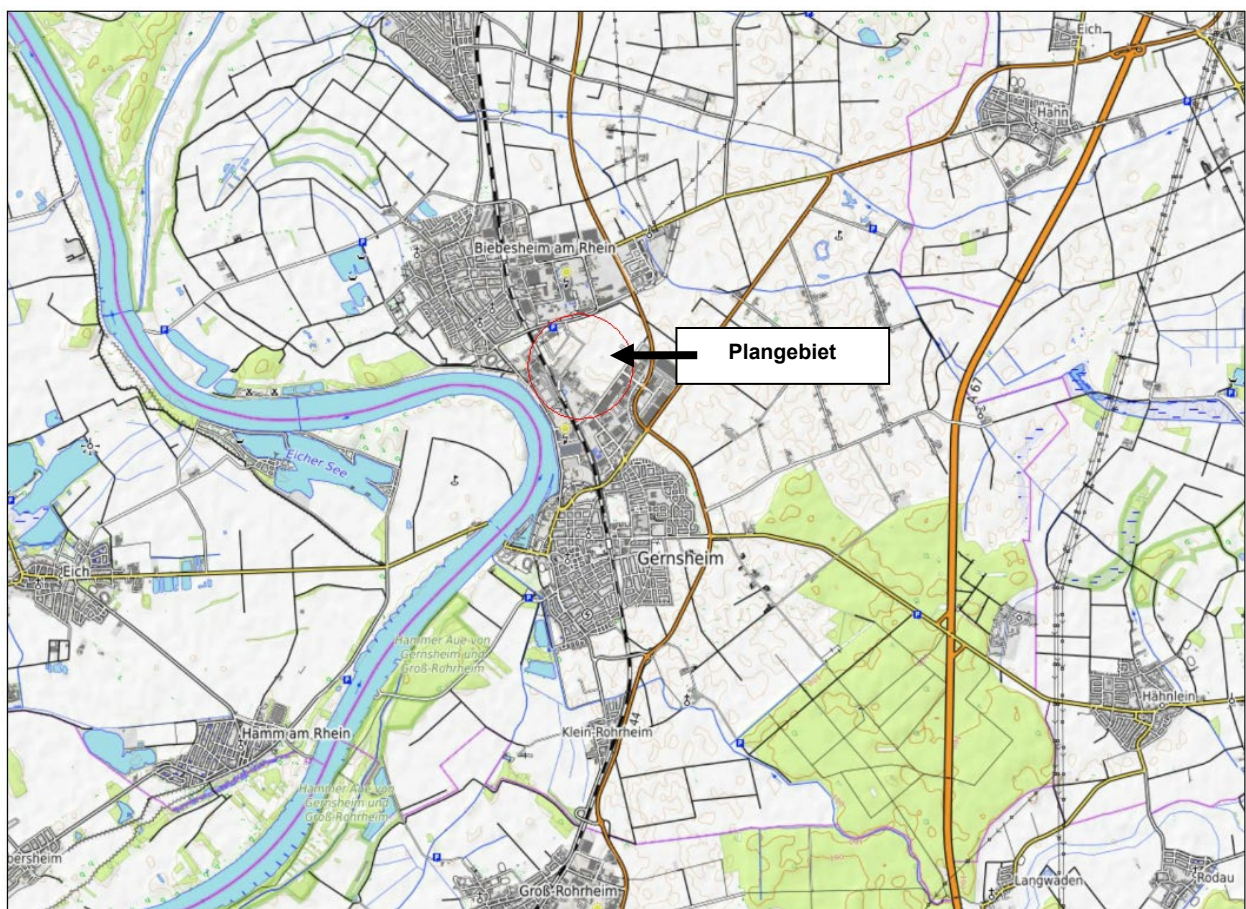 Eich
Hahn
Biebesheim am Rhein
Plangebiet
A 67
Eicher See
Eich
Gernsheim
Hammer Aue von
Gernsheim und
Groß-Rohrheim
Hähnlein
Hamm am Rhein
Klein-Rohrheim
44
Hammer Aue von
Gernsheim und
Groß-Rohrheim
bersheim
Groß-Rohrheim
Langwaden
Rodau